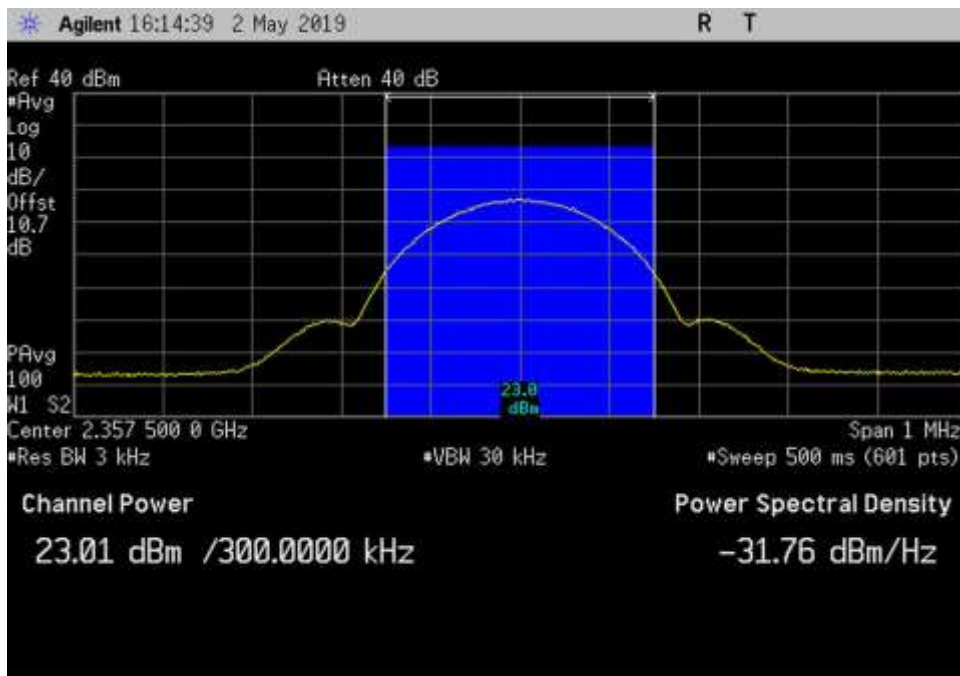 Agilent 16:14:39 2 May 2019 R T
Ref 40 dBm Atten 40 dB
#Avg
Log
10
dB/
Offst
10.7
dB
PAvg
100
W1 S2
23.0
dBm
Center 2.357 500 0 GHz Span 1 MHz
#Res BW 3 kHz #VBW 30 kHz #Sweep 500 ms (601 pts)
Channel Power Power Spectral Density
23.01 dBm /300.0000 kHz -31.76 dBm/Hz